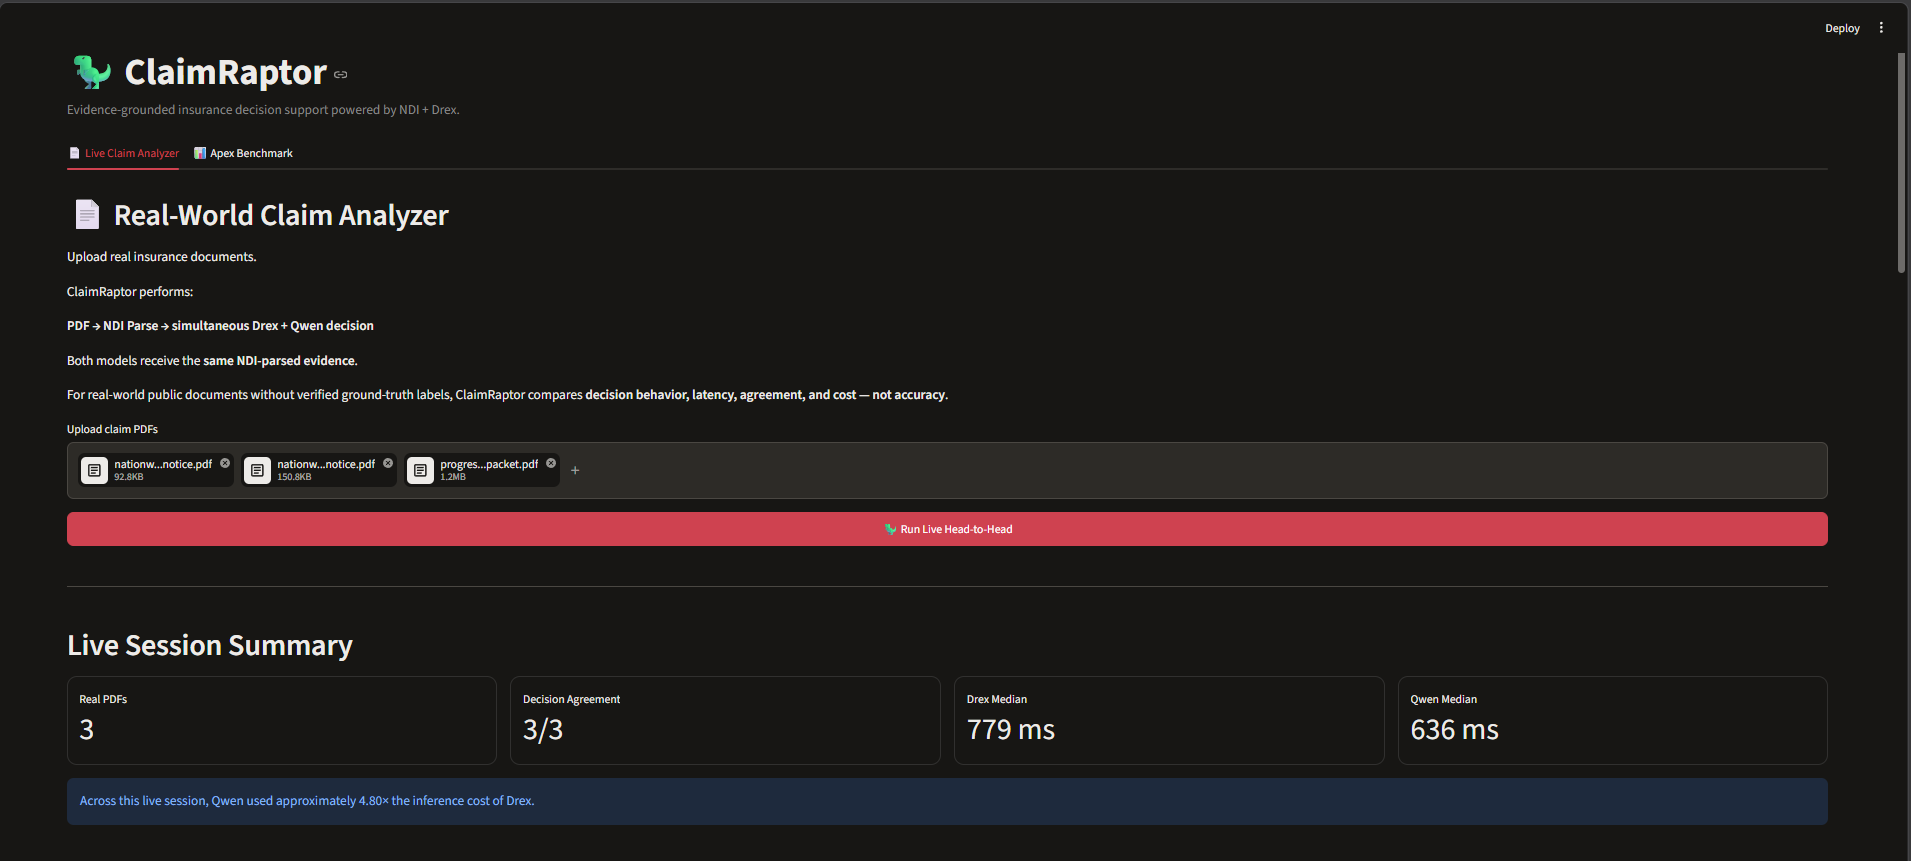 Deploy
ClaimRaptor
Evidence-grounded insurance decision support powered by NDI + Drex.
Live Claim Analyzer
Apex Benchmark
Real-World Claim Analyzer
Upload real insurance documents.
ClaimRaptor performs:
PDF → NDI Parse → simultaneous Drex + Qwen decision
Both models receive the same NDI-parsed evidence.
For real-world public documents without verified ground-truth labels, ClaimRaptor compares decision behavior, latency, agreement, and cost — not accuracy.
Upload claim PDFs
nationw...notice.pdf
92.8KB
nationw...notice.pdf
150.8KB
progres...packet.pdf
1.2MB
Run Live Head-to-Head
Live Session Summary
Real PDFs
3
Decision Agreement
3/3
Drex Median
779 ms
Qwen Median
636 ms
Across this live session, Qwen used approximately 4.80× the inference cost of Drex.